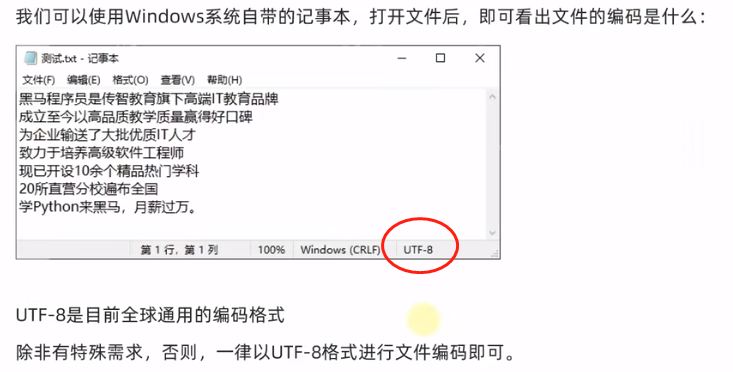 我们可以使用Windows系统自带的记事本，打开文件后，即可看出文件的编码是什么：
测试.txt - 记事本
文件(F) 编辑(E) 格式(O) 查看(V) 帮助(H)
黑马程序员是传智教育旗下高端IT教育品牌
成立至今以高品质教学质量赢得好口碑
为企业输送了大批优质IT人才
致力于培养高级软件工程师
现已开设10余个精品热门学科
20所直营分校遍布全国
学Python来黑马，月薪过万。
第 1 行，第 1 列 100% Windows (CRLF) UTF-8
UTF-8是目前全球通用的编码格式
除非有特殊需求，否则，一律以UTF-8格式进行文件编码即可。